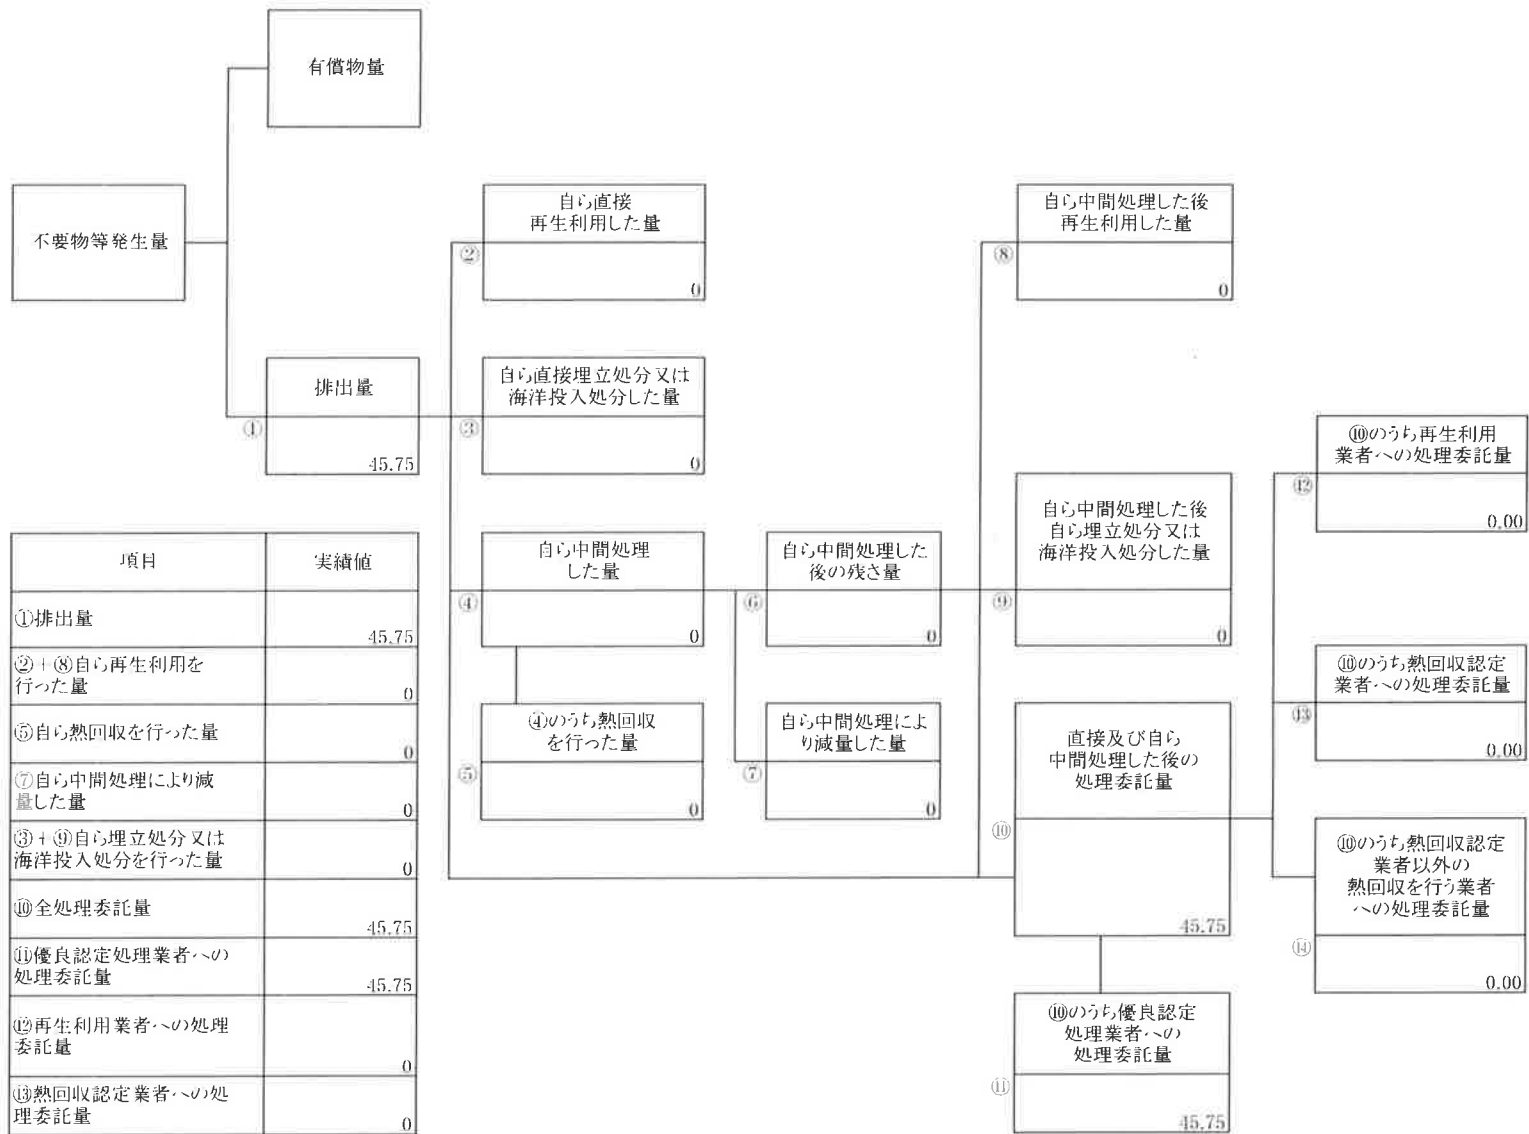 有償物量
不要物等発生量
自ら直接
再生利用した量
②
0
自ら中間処理した後
再生利用した量
⑧
0
排出量
①
45.75
自ら直接埋立処分又は
海洋投入処分した量
③
0
⑩のうち再生利用
業者への処理委託量
⑫
0.00
自ら中間処理
した量
④
0
自ら中間処理した
後の残さ量
⑥
0
自ら中間処理した後
自ら埋立処分又は
海洋投入処分した量
⑨
0
⑩のうち熱回収認定
業者への処理委託量
⑬
0.00
④のうち熱回収
を行った量
⑤
0
自ら中間処理によ
り減量した量
⑦
0
直接及び自ら
中間処理した後の
処理委託量
⑩
45.75
⑩のうち熱回収認定
業者以外の
熱回収を行う業者
への処理委託量
⑭
0.00
⑩のうち優良認定
処理業者への
処理委託量
⑪
45.75
項目 実績値
①排出量
45.75
②+⑧自ら再生利用を
行った量
0
⑤自ら熱回収を行った量
0
⑦自ら中間処理により減
量した量
0
③+⑨自ら埋立処分又は
海洋投入処分を行った量
0
⑩全処理委託量
45.75
⑪優良認定処理業者への
処理委託量
45.75
⑫再生利用業者への処理
委託量
0
⑬熱回収認定業者への処
理委託量
0